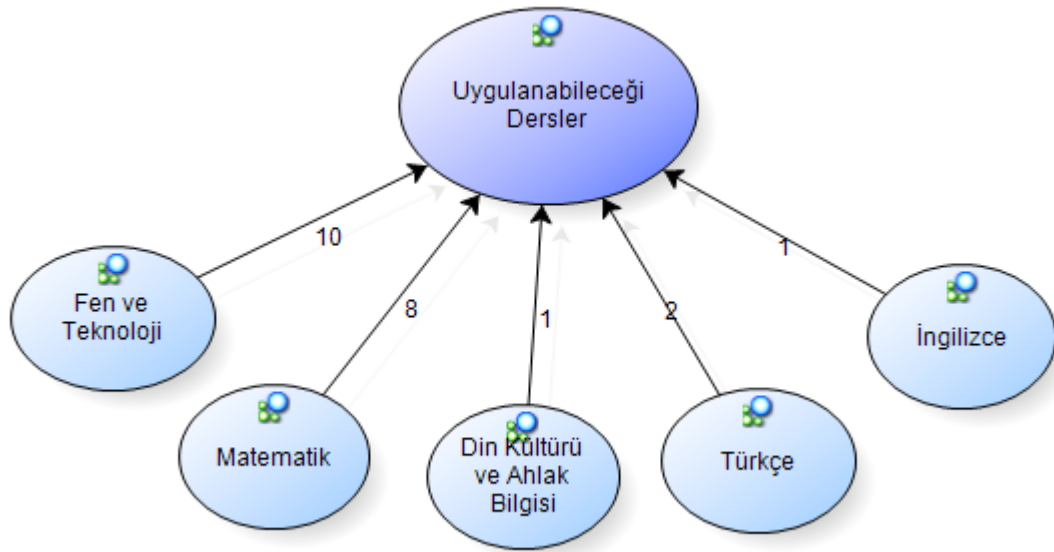 Uygulanabileceği
Dersler
10
8
1
2
1
Fen ve
Teknoloji
Matematik
Din Kültürü
ve Ahlak
Bilgisi
Türkçe
İngilizce